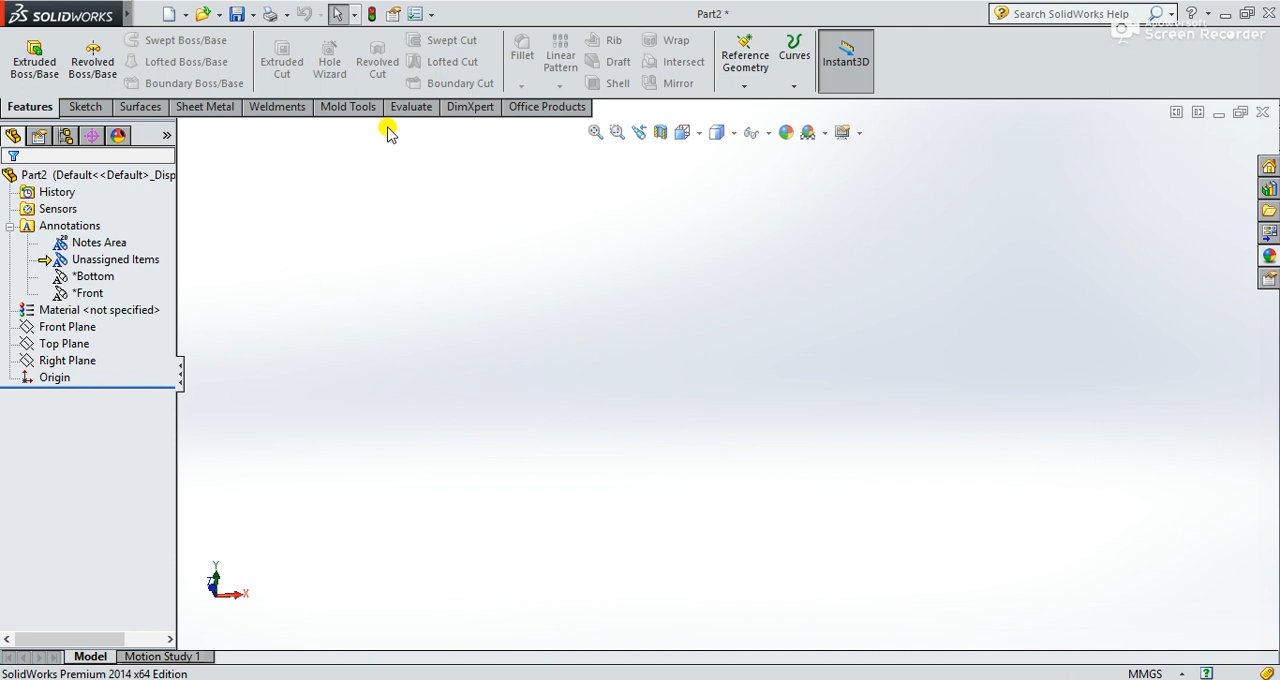 SOLIDWORKS
Part2 *
Search SolidWorks Help
Screen Recorder
Extruded Boss/Base
Revolved Boss/Base
Swept Boss/Base
Lofted Boss/Base
Boundary Boss/Base
Extruded Cut
Hole Wizard
Revolved Cut
Swept Cut
Lofted Cut
Boundary Cut
Fillet
Linear Pattern
Rib
Draft
Shell
Wrap
Intersect
Mirror
Reference Geometry
Curves
Instant3D
Features
Sketch
Surfaces
Sheet Metal
Weldments
Mold Tools
Evaluate
DimXpert
Office Products
Part2 (Default<<Default>_Disp
History
Sensors
Annotations
Notes Area
Unassigned Items
*Bottom
*Front
Material <not specified>
Front Plane
Top Plane
Right Plane
Origin
Y
Z
X
Model
Motion Study 1
SolidWorks Premium 2014 x64 Edition
MMGS